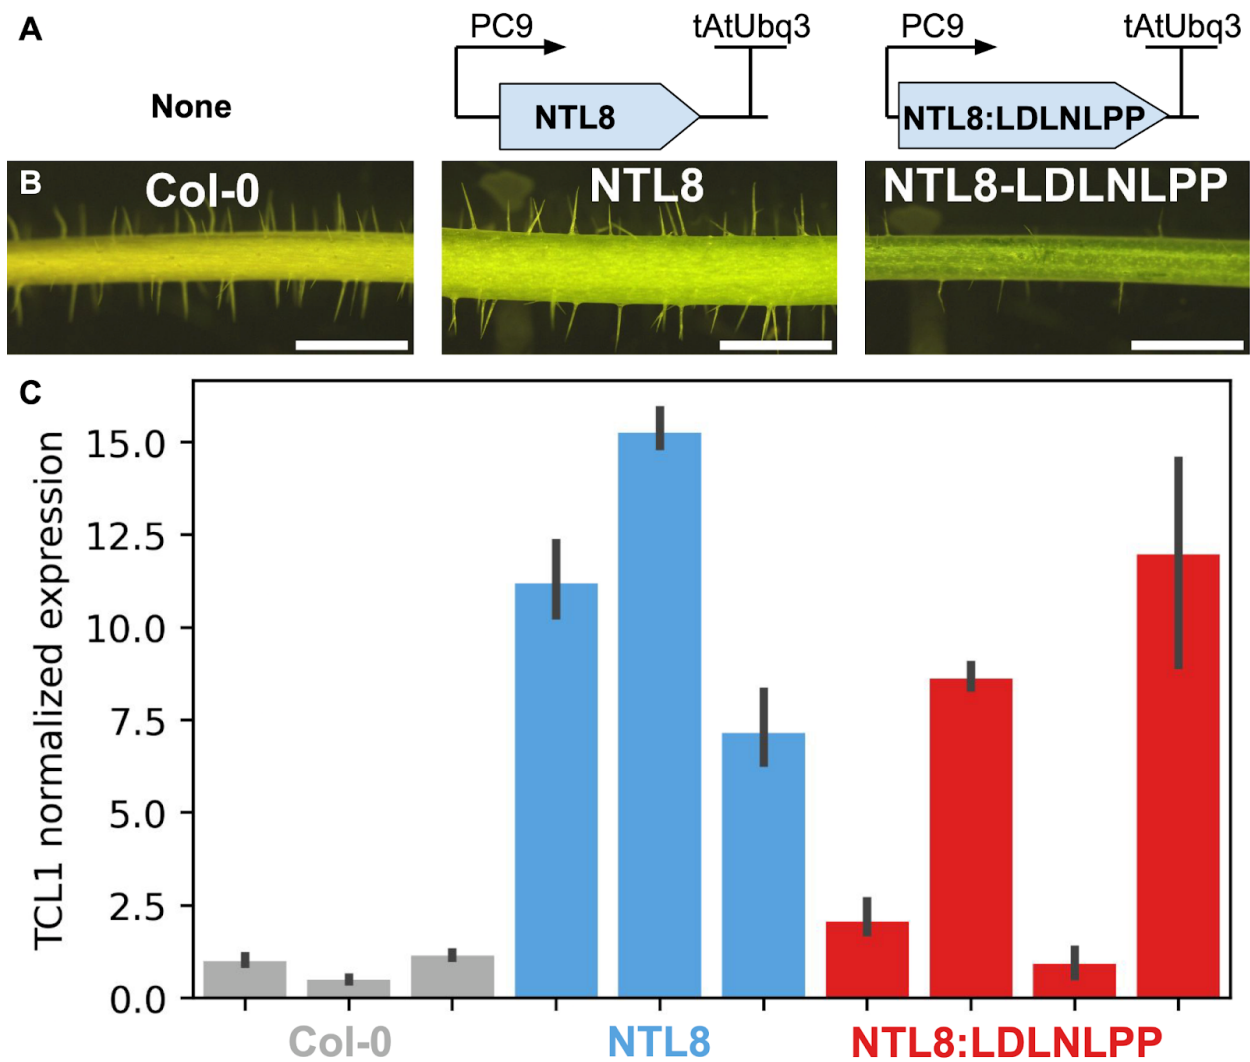 A
None
PC9 tAtUbq3
NTL8
PC9 tAtUbq3
NTL8:LDLNLPP
B
Col-0
NTL8
NTL8-LDLNLPP
C
TCL1 normalized expression
15.0
12.5
10.0
7.5
5.0
2.5
0.0
Col-0 NTL8 NTL8:LDLNLPP